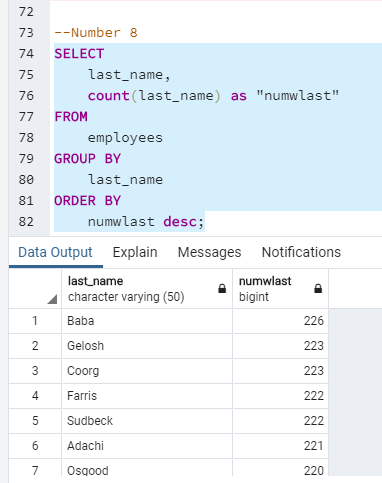 72
73 --Number 8
74 SELECT
75 last_name,
76 count(last_name) as "numwlast"
77 FROM
78 employees
79 GROUP BY
80 last_name
81 ORDER BY
82 numwlast desc;
Data Output Explain Messages Notifications
last_name numwlast
character varying (50) bigint
1 Baba 226
2 Gelosh 223
3 Coorg 223
4 Farris 222
5 Sudbeck 222
6 Adachi 221
7 Osgood 220